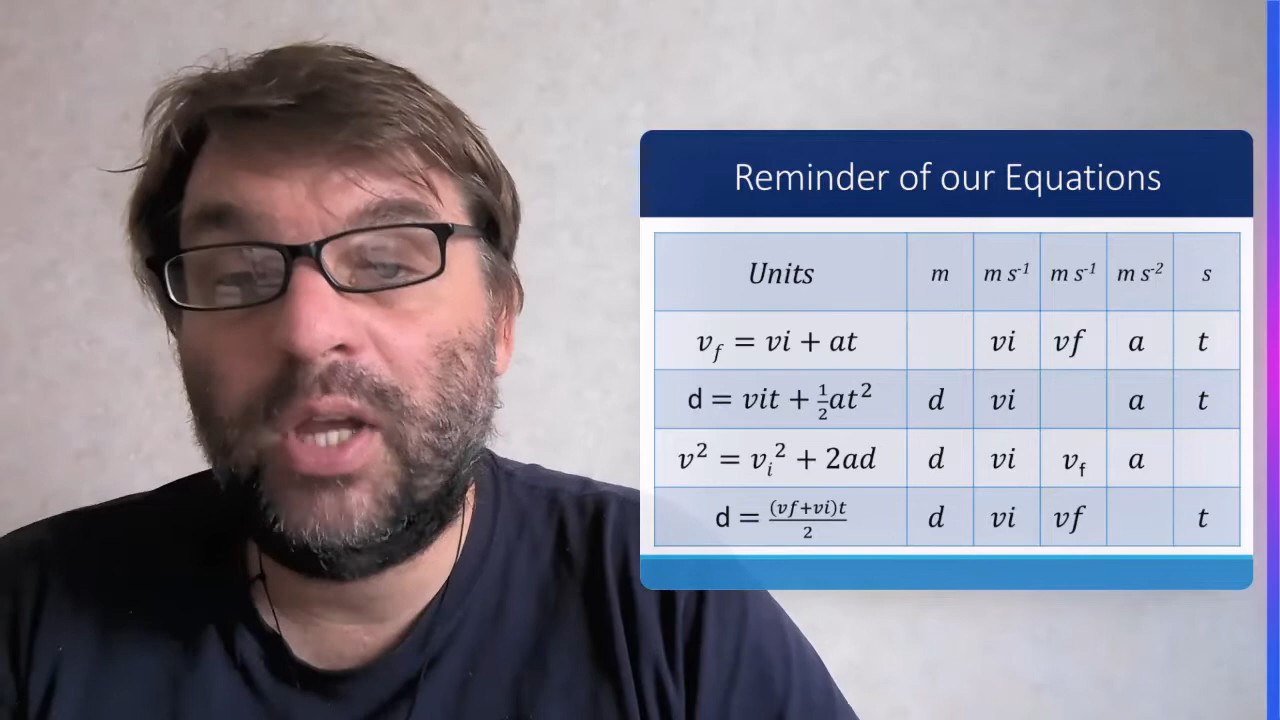 Reminder of our Equations
Units m m s⁻¹ m s⁻¹ m s⁻² s
v_f = vi + at vi vf a t
d = vit + ½at² d vi a t
v² = v_i² + 2ad d vi v_f a
d = (vf+vi)t/2 d vi vf t